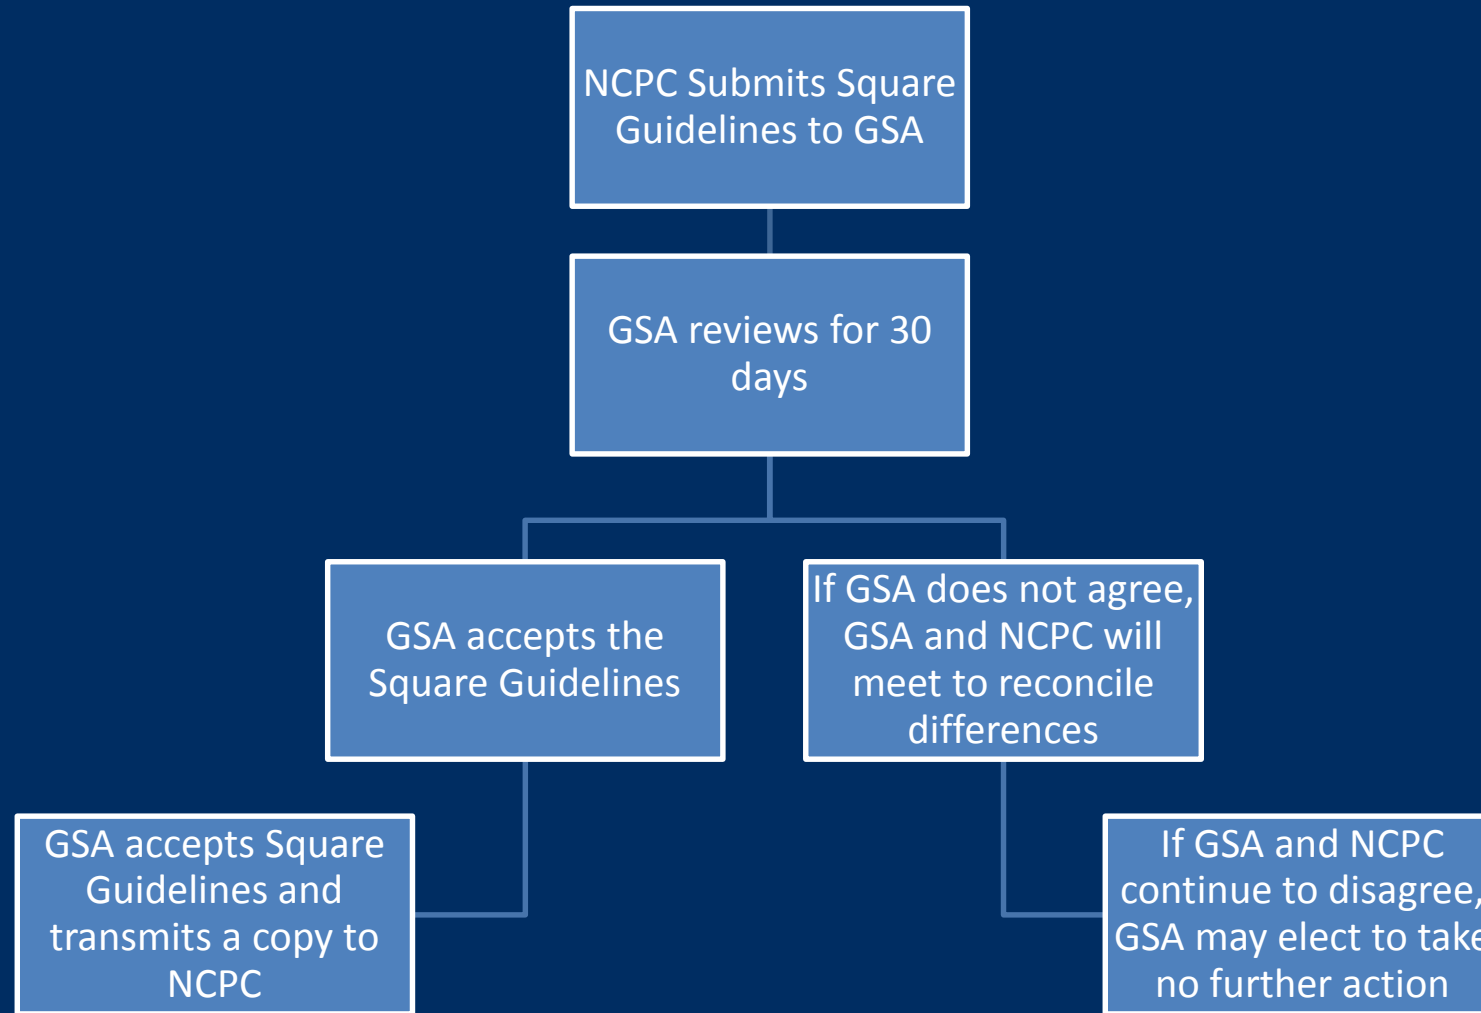 NCPC Submits Square
Guidelines to GSA
GSA reviews for 30
days
GSA accepts the
Square Guidelines
If GSA does not agree,
GSA and NCPC will
meet to reconcile
differences
GSA accepts Square
Guidelines and
transmits a copy to
NCPC
If GSA and NCPC
continue to disagree,
GSA may elect to take
no further action